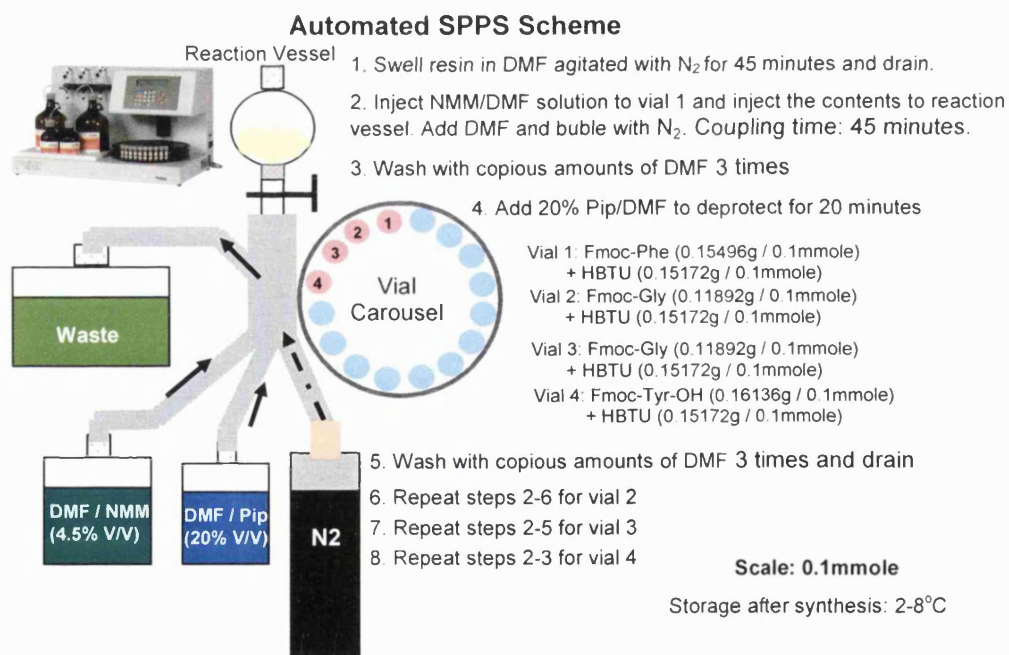 Automated SPPS Scheme
Reaction Vessel
1. Swell resin in DMF agitated with N₂ for 45 minutes and drain.
2. Inject NMM/DMF solution to vial 1 and inject the contents to reaction
vessel. Add DMF and buble with N₂. Coupling time: 45 minutes.
3. Wash with copious amounts of DMF 3 times
4. Add 20% Pip/DMF to deprotect for 20 minutes
1
2
3
4
Vial
Carousel
Vial 1: Fmoc-Phe (0.15496g / 0.1mmole)
+ HBTU (0.15172g / 0.1mmole)
Vial 2: Fmoc-Gly (0.11892g / 0.1mmole)
+ HBTU (0.15172g / 0.1mmole)
Vial 3: Fmoc-Gly (0.11892g / 0.1mmole)
+ HBTU (0.15172g / 0.1mmole)
Vial 4: Fmoc-Tyr-OH (0.16136g / 0.1mmole)
+ HBTU (0.15172g / 0.1mmole)
Waste
DMF / NMM
(4.5% V/V)
DMF / Pip
(20% V/V)
N2
5. Wash with copious amounts of DMF 3 times and drain
6. Repeat steps 2-6 for vial 2
7. Repeat steps 2-5 for vial 3
8. Repeat steps 2-3 for vial 4
Scale: 0.1mmole
Storage after synthesis: 2-8°C